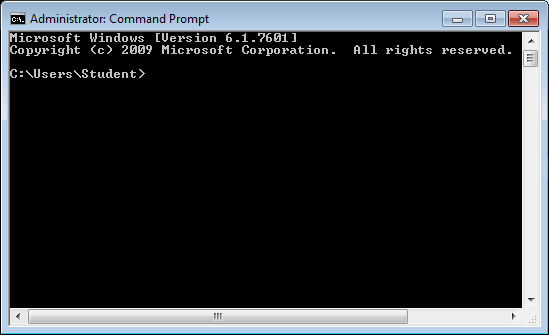 Administrator: Command Prompt
Microsoft Windows [Version 6.1.7601]
Copyright (c) 2009 Microsoft Corporation.  All rights reserved.
C:\Users\Student>